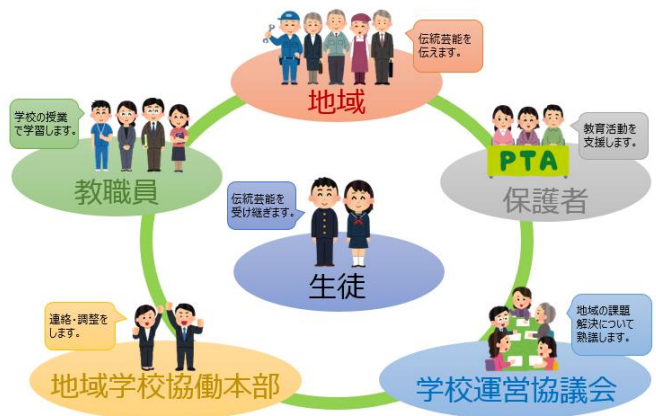 伝統芸能を
伝えます。
地域
学校の授業
で学習します。
教職員
教育活動を
支援します。
PTA
保護者
伝統芸能を
受け継ぎます。
生徒
連絡・調整を
します。
地域学校協働本部
地域の課題
解決について
熟議します。
学校運営協議会